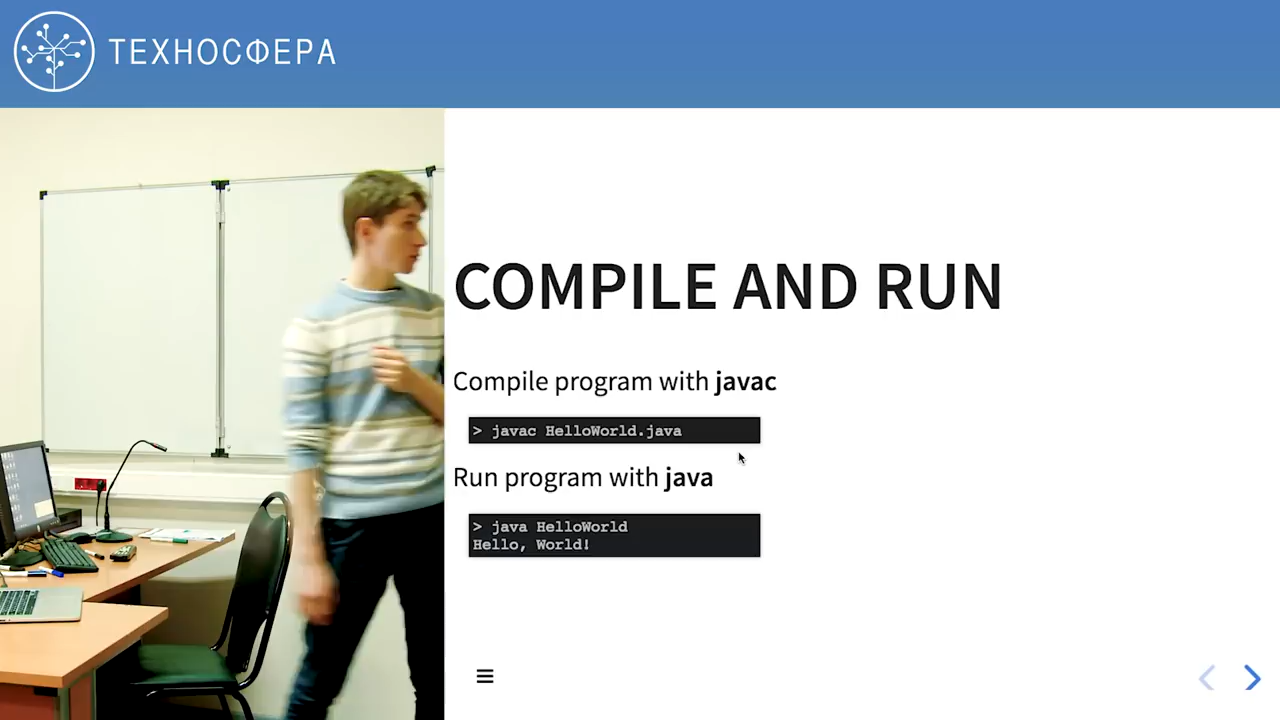 ТЕХНОСФЕРА
COMPILE AND RUN
Compile program with javac
> javac HelloWorld.java
Run program with java
> java HelloWorld
Hello, World!